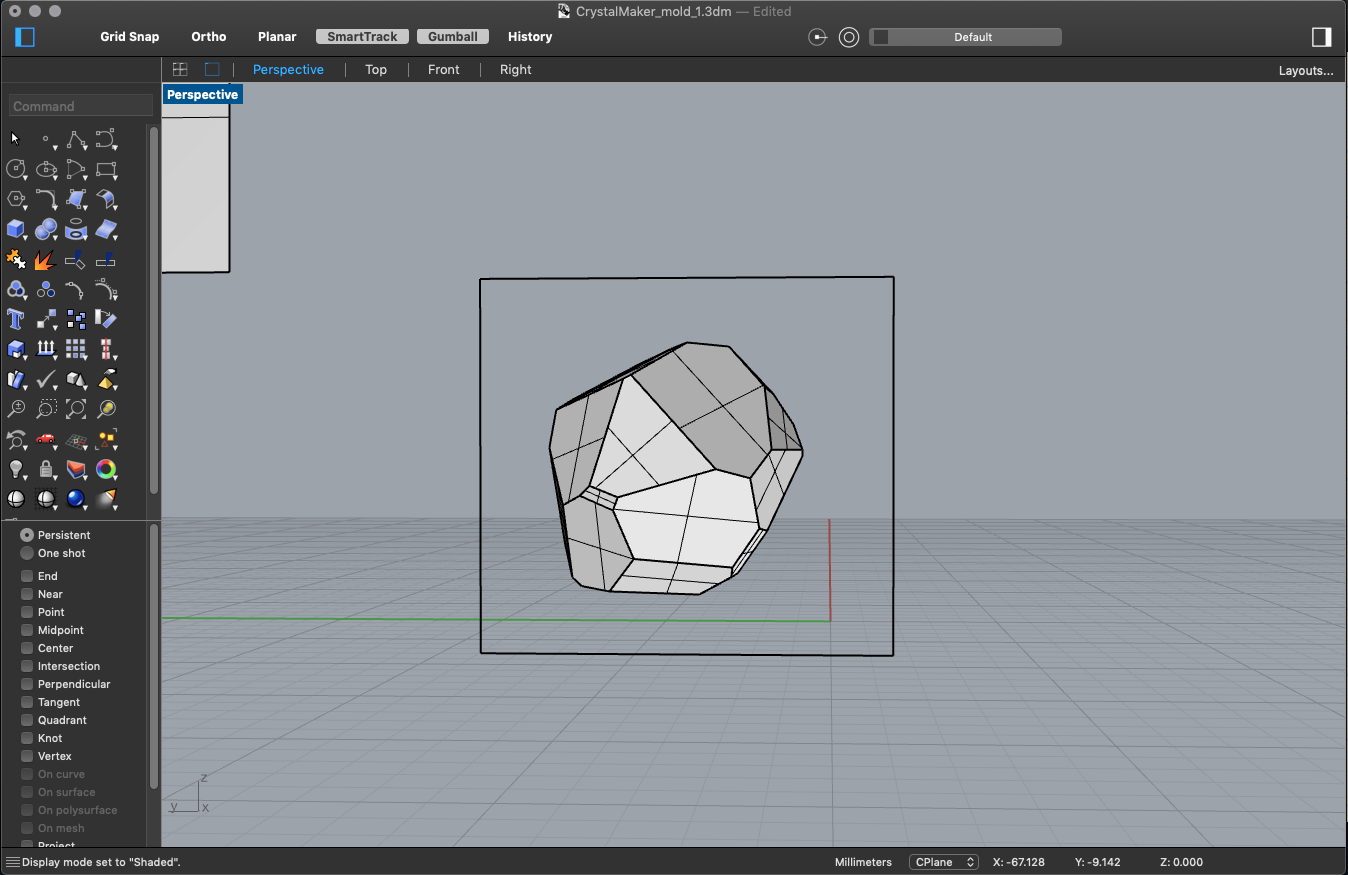 CrystalMaker_mold_1.3dm — Edited
Grid Snap Ortho Planar SmartTrack Gumball History Default
Perspective Top Front Right Layouts...
Perspective
Command
Persistent
One shot
End
Near
Point
Midpoint
Center
Intersection
Perpendicular
Tangent
Quadrant
Knot
Vertex
On curve
On surface
On polysurface
On mesh
Project
z
y x
Display mode set to "Shaded". Millimeters CPlane X: -67.128 Y: -9.142 Z: 0.000